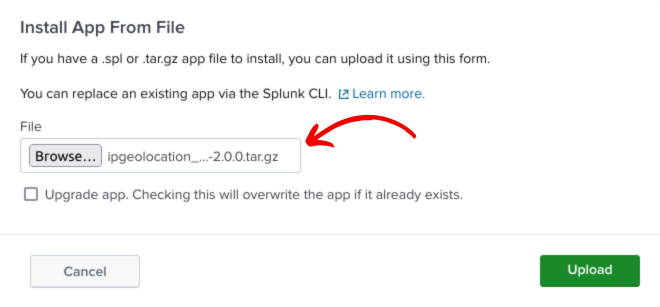 Install App From File
If you have a .spl or .tar.gz app file to install, you can upload it using this form.
You can replace an existing app via the Splunk CLI. Learn more.
File
Browse... ipgeolocation_...-2.0.0.tar.gz
Upgrade app. Checking this will overwrite the app if it already exists.
Cancel Upload